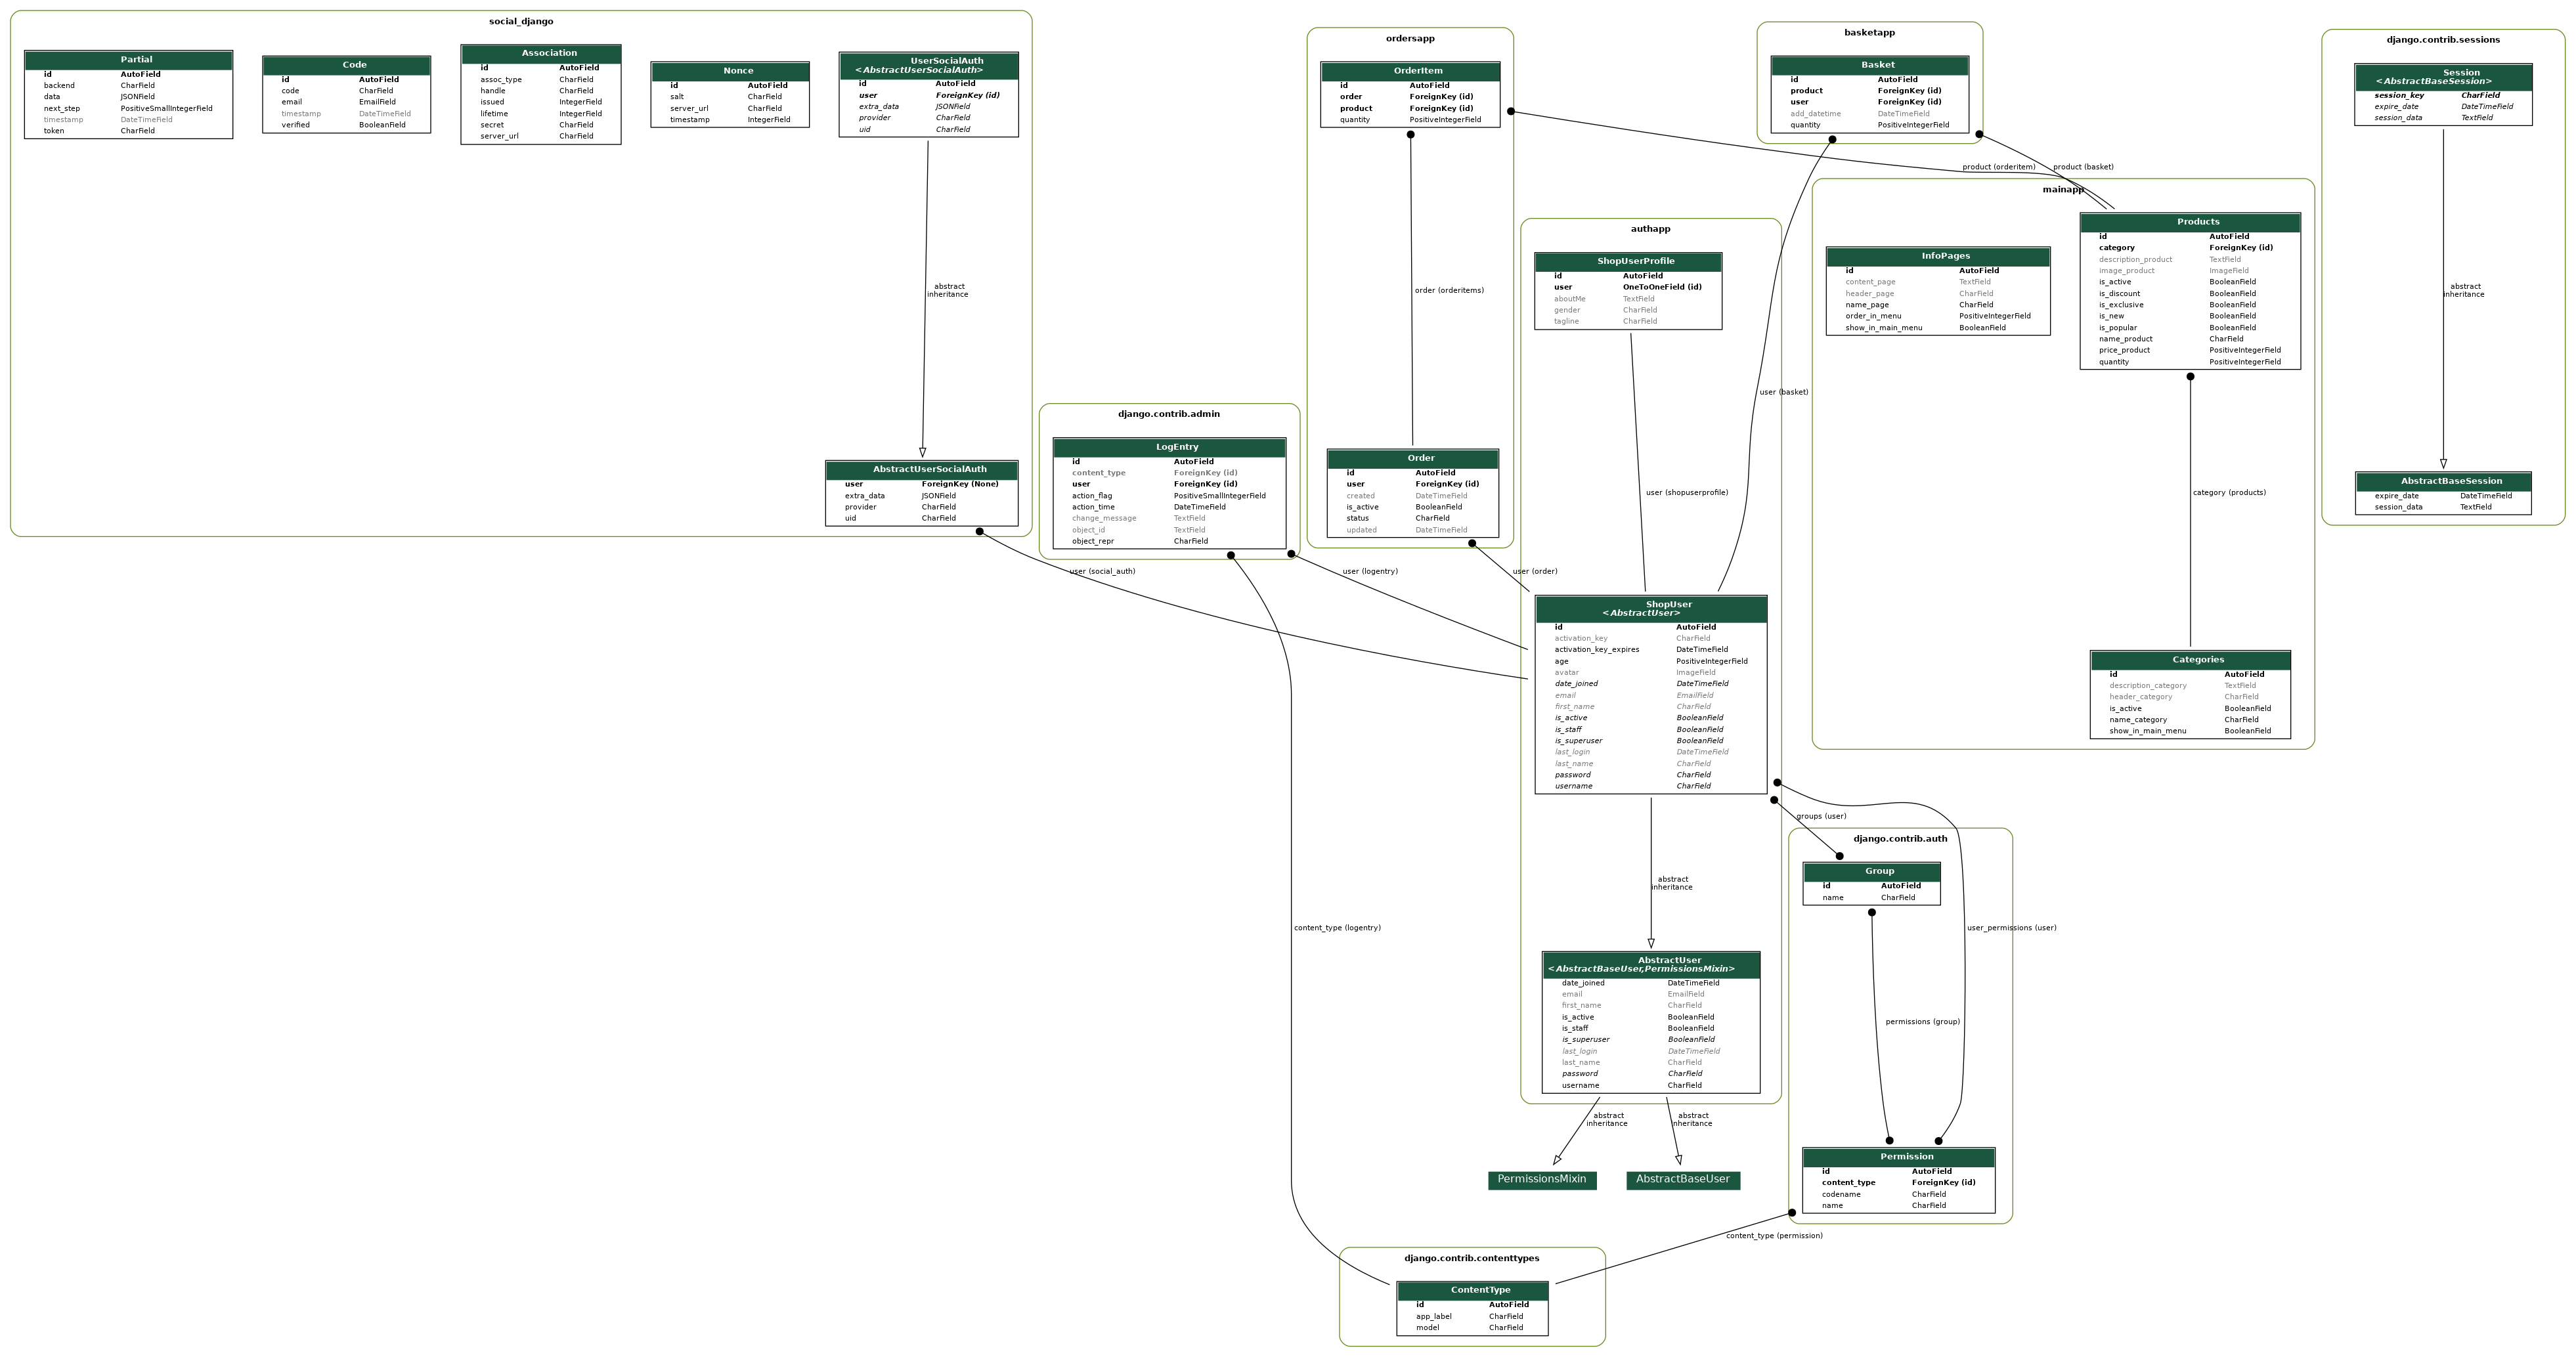 social_django
Partial
id AutoField
backend CharField
data JSONField
next_step PositiveSmallIntegerField
timestamp DateTimeField
token CharField
Code
id AutoField
code CharField
email EmailField
timestamp DateTimeField
verified BooleanField
Association
id AutoField
assoc_type CharField
handle CharField
issued IntegerField
lifetime IntegerField
secret CharField
server_url CharField
Nonce
id AutoField
salt CharField
server_url CharField
timestamp IntegerField
UserSocialAuth
<AbstractUserSocialAuth>
id AutoField
user ForeignKey (id)
extra_data JSONField
provider CharField
uid CharField
abstract
inheritance
AbstractUserSocialAuth
user ForeignKey (None)
extra_data JSONField
provider CharField
uid CharField
user (social_auth)
django.contrib.admin
LogEntry
id AutoField
content_type ForeignKey (id)
user ForeignKey (id)
action_flag PositiveSmallIntegerField
action_time DateTimeField
change_message TextField
object_id TextField
object_repr CharField
user (logentry)
content_type (logentry)
ordersapp
OrderItem
id AutoField
order ForeignKey (id)
product ForeignKey (id)
quantity PositiveIntegerField
order (orderitems)
Order
id AutoField
user ForeignKey (id)
created DateTimeField
is_active BooleanField
status CharField
updated DateTimeField
user (order)
basketapp
Basket
id AutoField
product ForeignKey (id)
user ForeignKey (id)
add_datetime DateTimeField
quantity PositiveIntegerField
product (orderitem)
product (basket)
user (basket)
authapp
ShopUserProfile
id AutoField
user OneToOneField (id)
aboutMe TextField
gender CharField
tagline CharField
user (shopuserprofile)
ShopUser
<AbstractUser>
id AutoField
activation_key CharField
activation_key_expires DateTimeField
age PositiveIntegerField
avatar ImageField
date_joined DateTimeField
email EmailField
first_name CharField
is_active BooleanField
is_staff BooleanField
is_superuser BooleanField
last_login DateTimeField
last_name CharField
password CharField
username CharField
abstract
inheritance
AbstractUser
<AbstractBaseUser,PermissionsMixin>
date_joined DateTimeField
email EmailField
first_name CharField
is_active BooleanField
is_staff BooleanField
is_superuser BooleanField
last_login DateTimeField
last_name CharField
password CharField
username CharField
abstract
inheritance
abstract
inheritance
PermissionsMixin
AbstractBaseUser
mainapp
InfoPages
id AutoField
content_page TextField
header_page CharField
name_page CharField
order_in_menu PositiveIntegerField
show_in_main_menu BooleanField
Products
id AutoField
category ForeignKey (id)
description_product TextField
image_product ImageField
is_active BooleanField
is_discount BooleanField
is_exclusive BooleanField
is_new BooleanField
is_popular BooleanField
name_product CharField
price_product PositiveIntegerField
quantity PositiveIntegerField
category (products)
Categories
id AutoField
description_category TextField
header_category CharField
is_active BooleanField
name_category CharField
show_in_main_menu BooleanField
django.contrib.sessions
Session
<AbstractBaseSession>
session_key CharField
expire_date DateTimeField
session_data TextField
abstract
inheritance
AbstractBaseSession
expire_date DateTimeField
session_data TextField
groups (user)
django.contrib.auth
Group
id AutoField
name CharField
user_permissions (user)
permissions (group)
Permission
id AutoField
content_type ForeignKey (id)
codename CharField
name CharField
content_type (permission)
django.contrib.contenttypes
ContentType
id AutoField
app_label CharField
model CharField